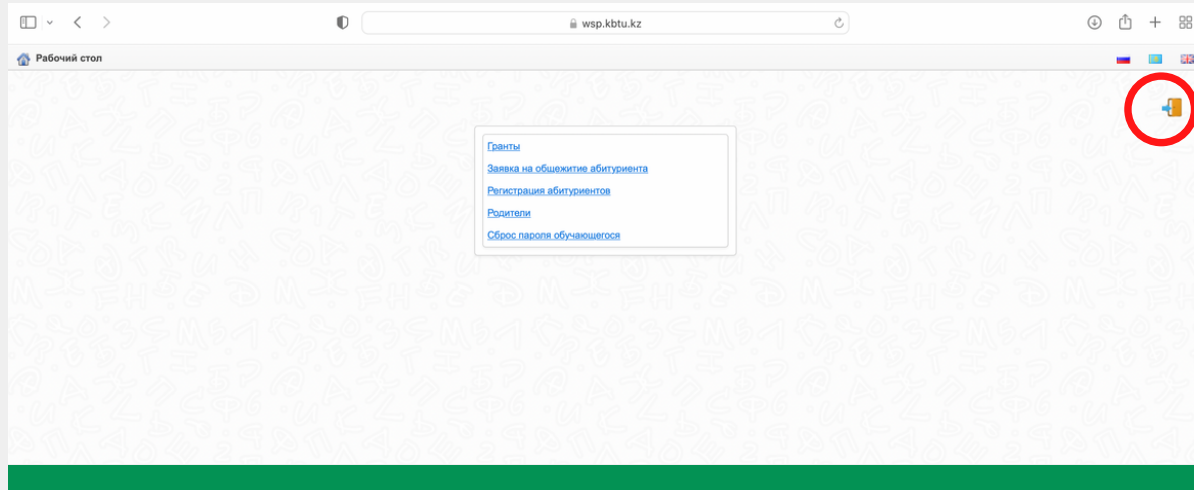 wsp.kbtu.kz
Рабочий стол
Гранты
Заявка на общежитие абитуриента
Регистрация абитуриентов
Родители
Сброс пароля обучающегося